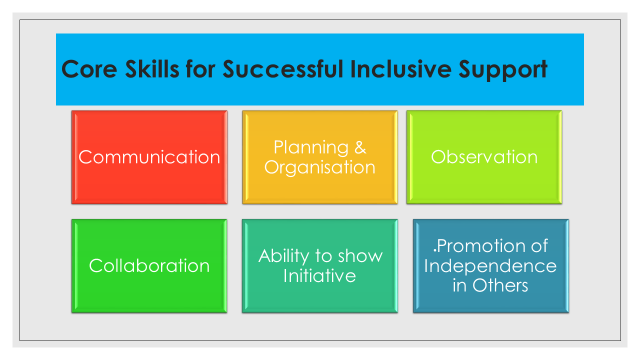 Core Skills for Successful Inclusive Support
Communication
Planning &
Organisation
Observation
Collaboration
Ability to show
Initiative
.Promotion of
Independence
in Others